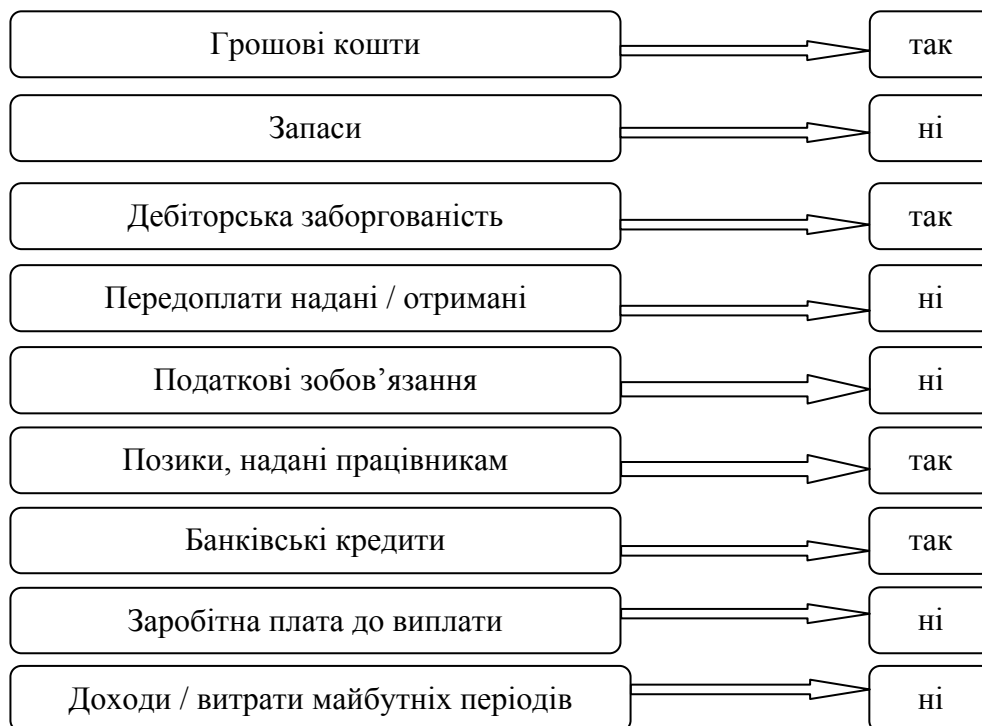 Грошові кошти так
Запаси ні
Дебіторська заборгованість так
Передоплати надані / отримані ні
Податкові зобов’язання ні
Позики, надані працівникам так
Банківські кредити так
Заробітна плата до виплати ні
Доходи / витрати майбутніх періодів ні